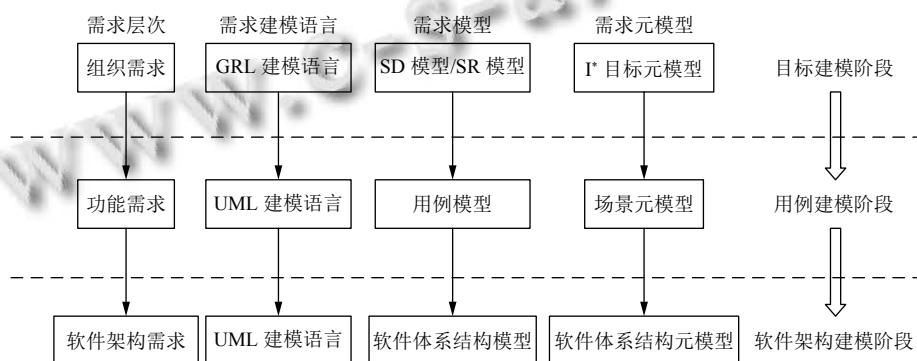 需求层次 需求建模语言 需求模型 需求元模型
组织需求 GRL 建模语言 SD 模型/SR 模型 I* 目标元模型 目标建模阶段
功能需求 UML 建模语言 用例模型 场景元模型 用例建模阶段
软件架构需求 UML 建模语言 软件体系结构模型 软件体系结构元模型 软件架构建模阶段